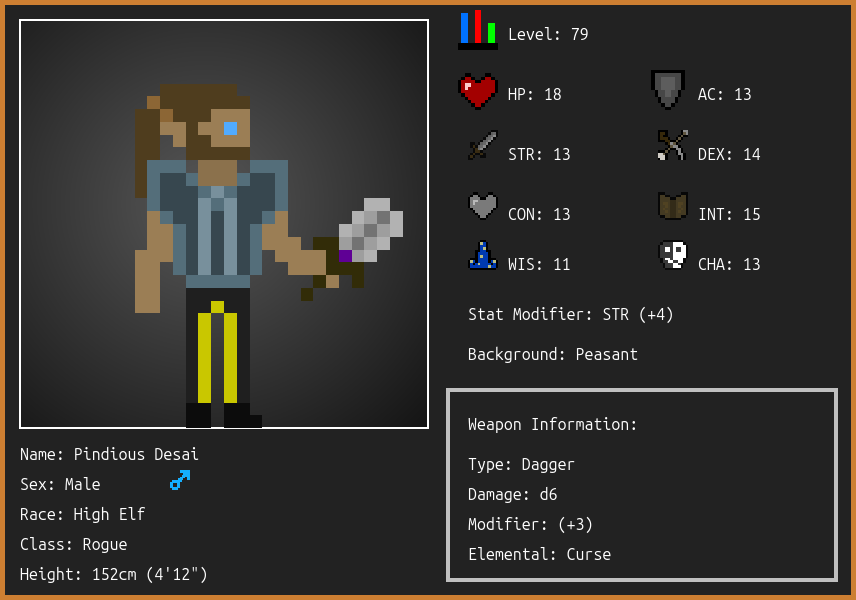 Level: 79
HP: 18
AC: 13
STR: 13
DEX: 14
CON: 13
INT: 15
WIS: 11
CHA: 13
Stat Modifier: STR (+4)
Background: Peasant
Weapon Information:
Type: Dagger
Damage: d6
Modifier: (+3)
Elemental: Curse
Name: Pindious Desai
Sex: Male
Race: High Elf
Class: Rogue
Height: 152cm (4'12")